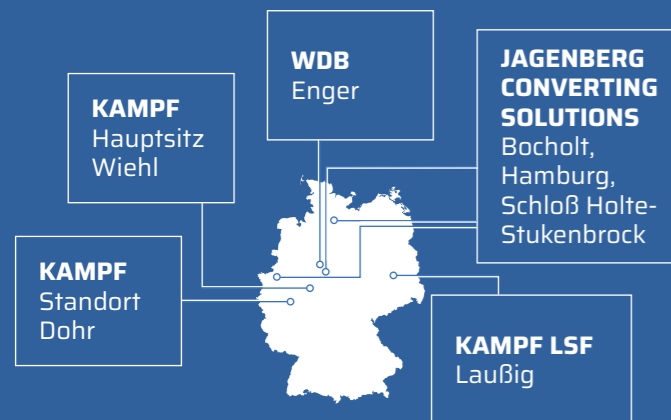 WDB
Enger
JAGENBERG
CONVERTING
SOLUTIONS
Bocholt,
Hamburg,
Schloß Holte-
Stukenbrock
KAMPF
Hauptsitz
Wiehl
KAMPF
Standort
Dohr
KAMPF LSF
Laußig